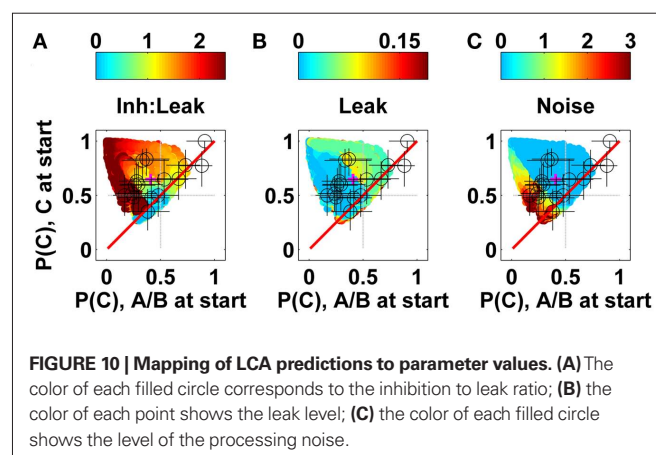 A 0 1 2 B 0 0.15 C 0 1 2 3
Inh:Leak Leak Noise
1 1 1
0.5 0.5 0.5
0 0 0
P(C), C at start
0 0.5 1 0 0.5 1 0 0.5 1
P(C), A/B at start P(C), A/B at start P(C), A/B at start
FIGURE 10 | Mapping of LCA predictions to parameter values. (A) The
color of each filled circle corresponds to the inhibition to leak ratio; (B) the
color of each point shows the leak level; (C) the color of each filled circle
shows the level of the processing noise.